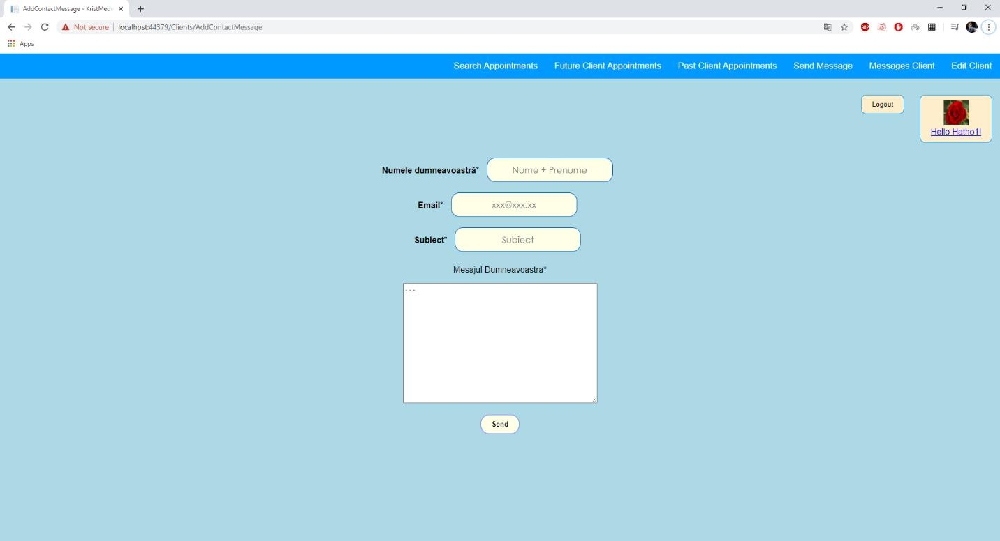 AddContactMessage - KristMedv
Not secure
localhost:44379/Clients/AddContactMessage
ABP
Apps
Search Appointments Future Client Appointments Past Client Appointments Send Message Messages Client Edit Client
Logout
Hello Hatho1!
Numele dumneavoastră* Nume + Prenume
Email* xxx@xxx.xx
Subiect* Subiect
Mesajul Dumneavoastra*
...
Send